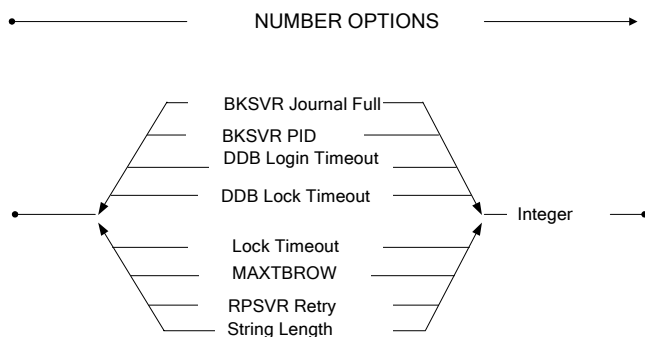 NUMBER OPTIONS
BKSVR Journal Full
BKSVR PID
DDB Login Timeout
DDB Lock Timeout
Integer
Lock Timeout
MAXTBROW
RPSVR Retry
String Length